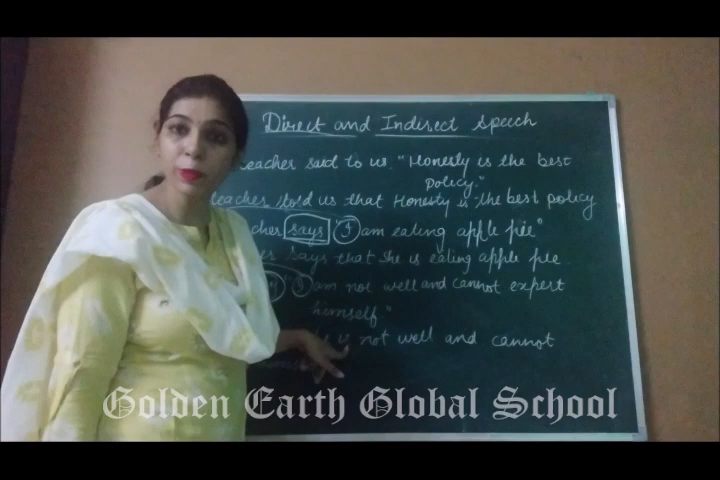 Direct and Indirect Speech
teacher said to us. "Honesty is the best
policy."
teacher told us that Honesty is the best policy
says I am eating apple pie"
says that she is eating apple pie.
I am not well and cannot expert
himself"
is not well and cannot
Golden Earth Global School